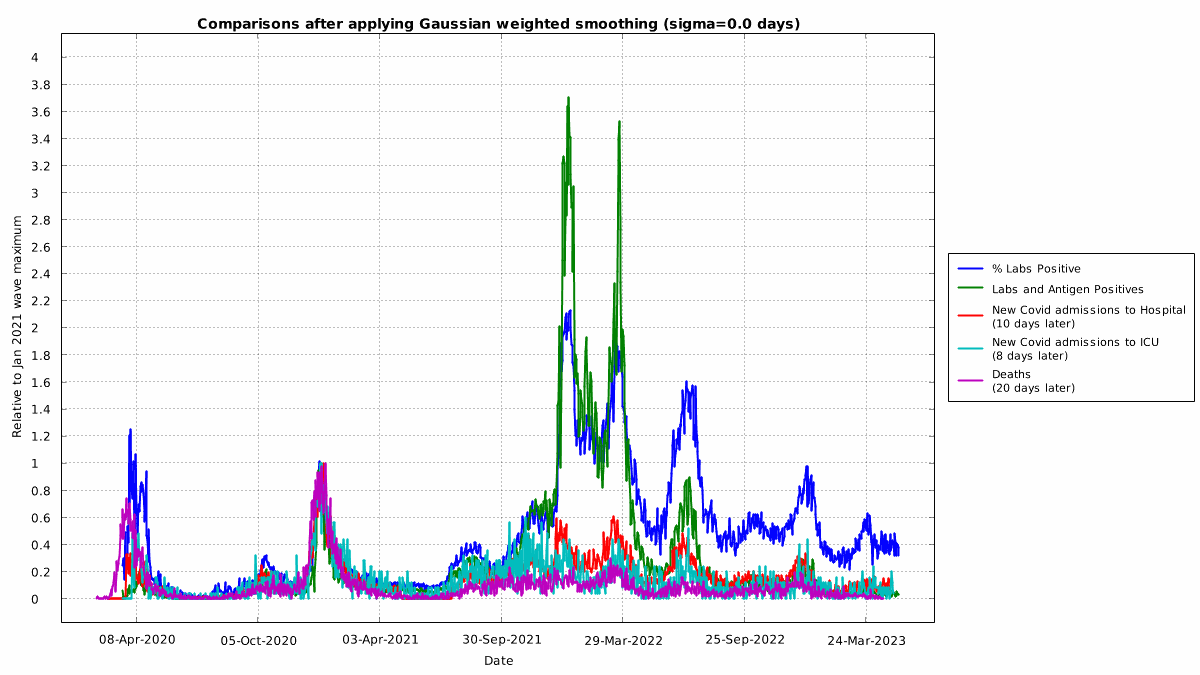 Comparisons after applying Gaussian weighted smoothing (sigma=0.0 days)
Relative to Jan 2021 wave maximum
4
3.8
3.6
3.4
3.2
3
2.8
2.6
2.4
2.2
2
1.8
1.6
1.4
1.2
1
0.8
0.6
0.4
0.2
0
08-Apr-2020
05-Oct-2020
03-Apr-2021
30-Sep-2021
29-Mar-2022
25-Sep-2022
24-Mar-2023
Date
% Labs Positive
Labs and Antigen Positives
New Covid admissions to Hospital
(10 days later)
New Covid admissions to ICU
(8 days later)
Deaths
(20 days later)